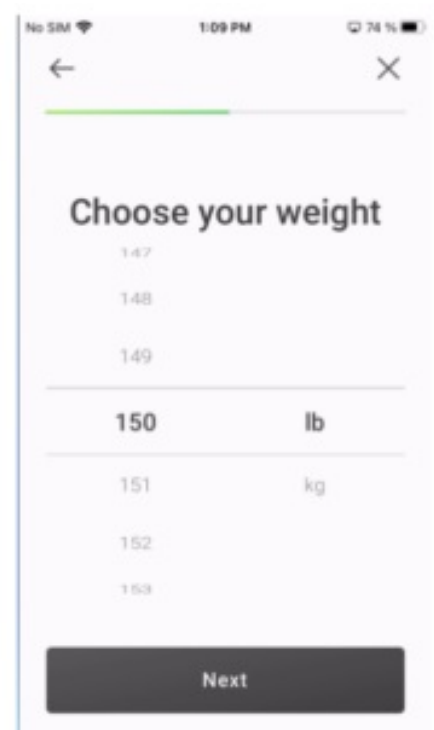 No SIM 1:09 PM 74 %
Choose your weight
147
148
149
150 lb
151 kg
152
153
Next